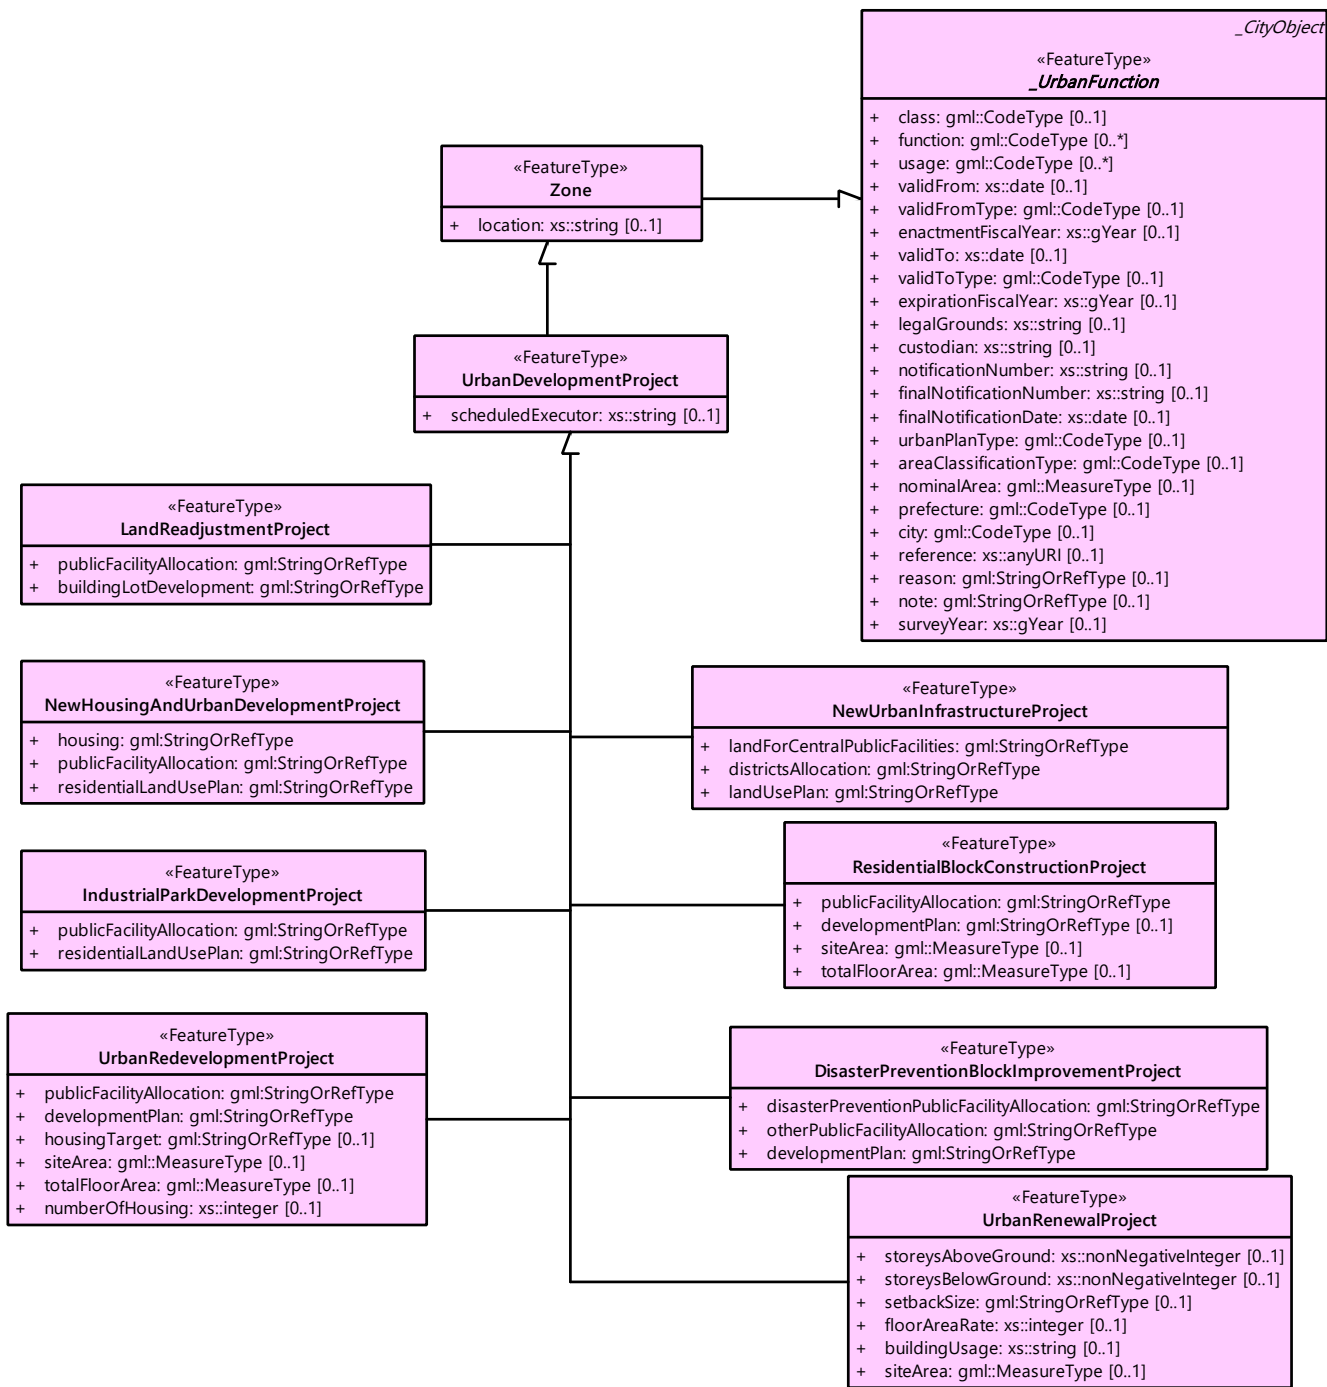 _CityObject
«FeatureType»
_UrbanFunction
+ class: gml::CodeType [0..1]
+ function: gml::CodeType [0..*]
+ usage: gml::CodeType [0..*]
+ validFrom: xs::date [0..1]
+ validFromType: gml::CodeType [0..1]
+ enactmentFiscalYear: xs::gYear [0..1]
+ validTo: xs::date [0..1]
+ validToType: gml::CodeType [0..1]
+ expirationFiscalYear: xs::gYear [0..1]
+ legalGrounds: xs::string [0..1]
+ custodian: xs::string [0..1]
+ notificationNumber: xs::string [0..1]
+ finalNotificationNumber: xs::string [0..1]
+ finalNotificationDate: xs::date [0..1]
+ urbanPlanType: gml::CodeType [0..1]
+ areaClassificationType: gml::CodeType [0..1]
+ nominalArea: gml::MeasureType [0..1]
+ prefecture: gml::CodeType [0..1]
+ city: gml::CodeType [0..1]
+ reference: xs::anyURI [0..1]
+ reason: gml::StringOrRefType [0..1]
+ note: gml:StringOrRefType [0..1]
+ surveyYear: xs::gYear [0..1]
«FeatureType»
Zone
+ location: xs::string [0..1]
«FeatureType»
UrbanDevelopmentProject
+ scheduledExecutor: xs::string [0..1]
«FeatureType»
LandReadjustmentProject
+ publicFacilityAllocation: gml:StringOrRefType
+ buildingLotDevelopment: gml:StringOrRefType
«FeatureType»
NewHousingAndUrbanDevelopmentProject
+ housing: gml:StringOrRefType
+ publicFacilityAllocation: gml:StringOrRefType
+ residentialLandUsePlan: gml:StringOrRefType
«FeatureType»
NewUrbanInfrastructureProject
+ landForCentralPublicFacilities: gml:StringOrRefType
+ districtsAllocation: gml:StringOrRefType
+ landUsePlan: gml:StringOrRefType
«FeatureType»
IndustrialParkDevelopmentProject
+ publicFacilityAllocation: gml:StringOrRefType
+ residentialLandUsePlan: gml:StringOrRefType
«FeatureType»
ResidentialBlockConstructionProject
+ publicFacilityAllocation: gml:StringOrRefType
+ developmentPlan: gml:StringOrRefType [0..1]
+ siteArea: gml::MeasureType [0..1]
+ totalFloorArea: gml::MeasureType [0..1]
«FeatureType»
UrbanRedevelopmentProject
+ publicFacilityAllocation: gml:StringOrRefType
+ developmentPlan: gml:StringOrRefType
+ housingTarget: gml:StringOrRefType [0..1]
+ siteArea: gml::MeasureType [0..1]
+ totalFloorArea: gml::MeasureType [0..1]
+ numberOfHousing: xs::integer [0..1]
«FeatureType»
DisasterPreventionBlockImprovementProject
+ disasterPreventionPublicFacilityAllocation: gml:StringOrRefType
+ otherPublicFacilityAllocation: gml:StringOrRefType
+ developmentPlan: gml:StringOrRefType
«FeatureType»
UrbanRenewalProject
+ storeysAboveGround: xs::nonNegativeInteger [0..1]
+ storeysBelowGround: xs::nonNegativeInteger [0..1]
+ setbackSize: gml:StringOrRefType [0..1]
+ floorAreaRate: xs::integer [0..1]
+ buildingUsage: xs::string [0..1]
+ siteArea: gml::MeasureType [0..1]